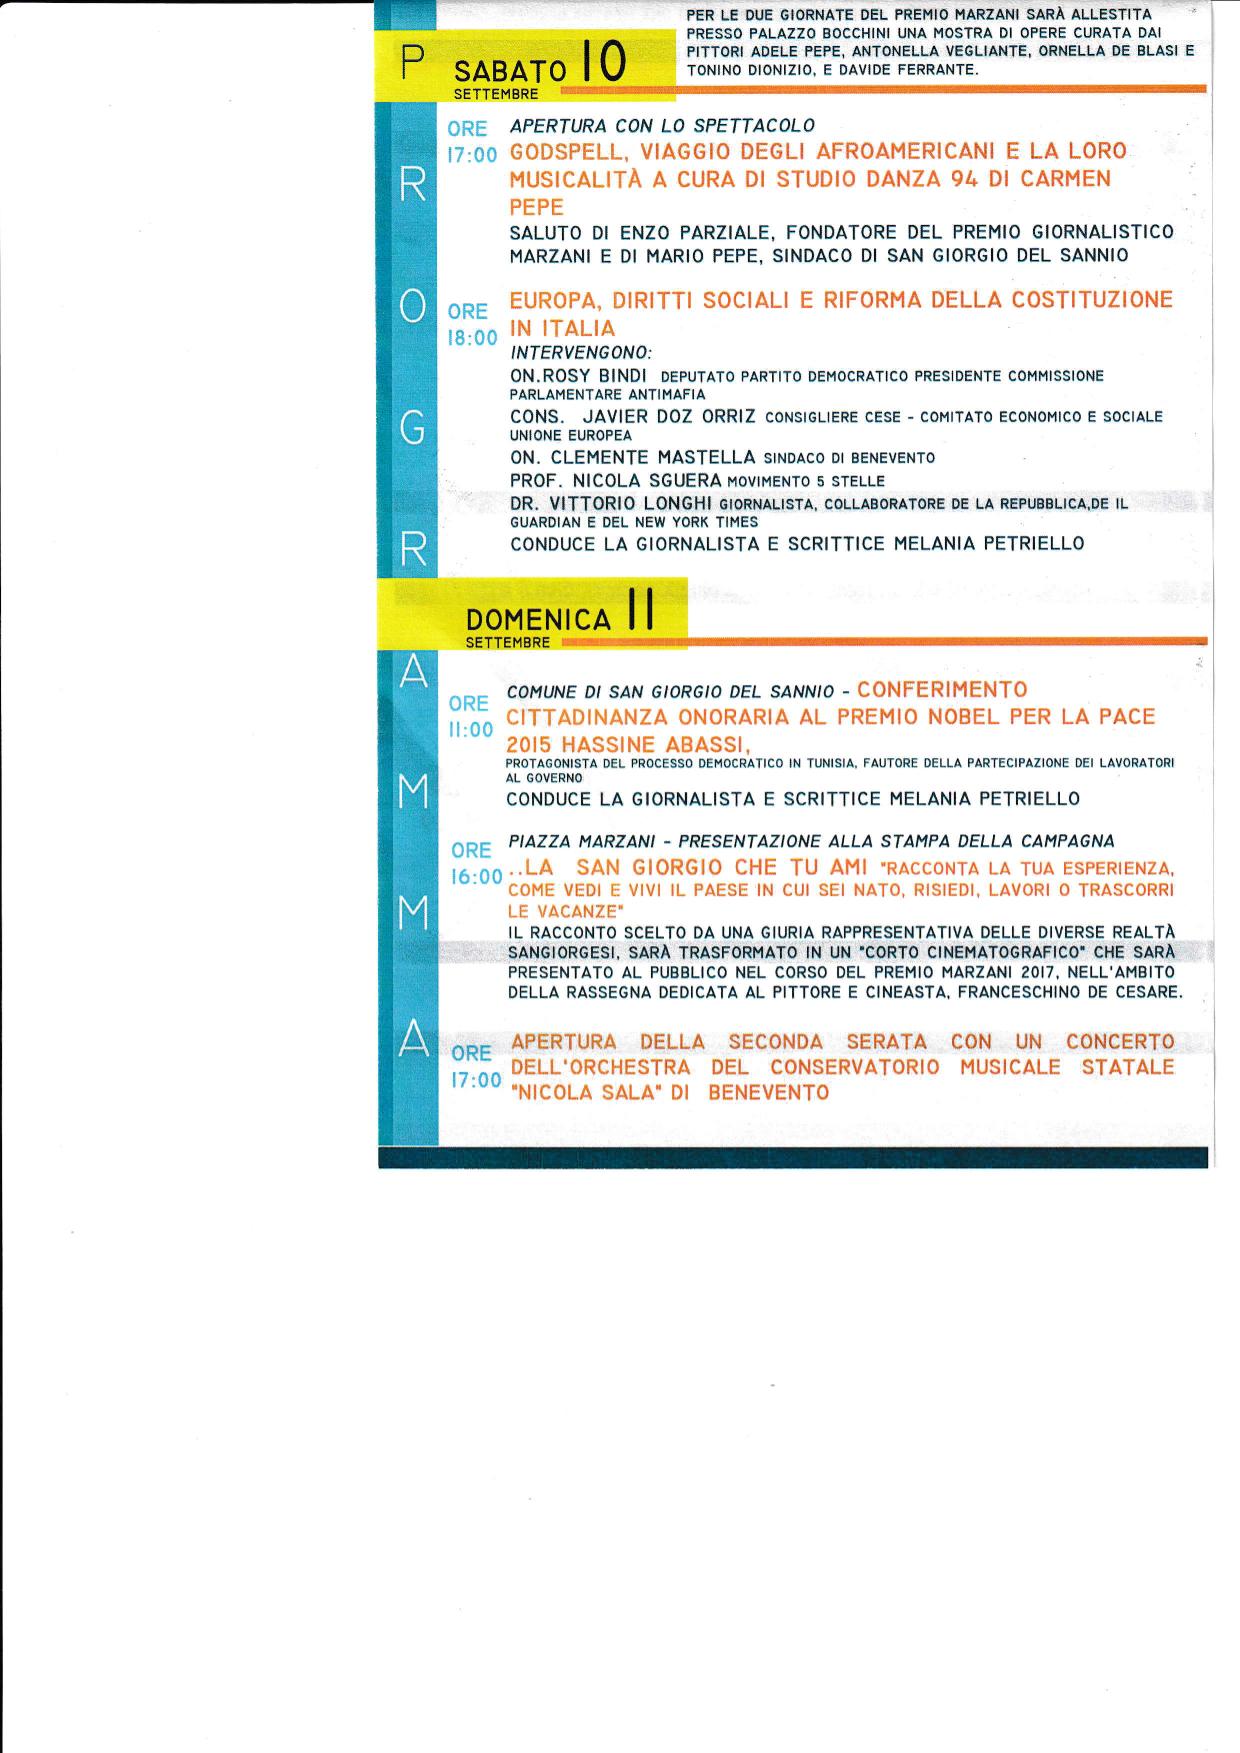 PER LE DUE GIORNATE DEL PREMIO MARZANI SARÀ ALLESTITA
PRESSO PALAZZO BOCCHINI UNA MOSTRA DI OPERE CURATA DAI
PITTORI ADELE PEPE, ANTONELLA VEGLIANTE, ORNELLA DE BLASI E
TONINO DIONIZIO, E DAVIDE FERRANTE.
PROGRAMMA
SABATO 10
SETTEMBRE
ORE
17:00
APERTURA CON LO SPETTACOLO
GODSPELL, VIAGGIO DEGLI AFROAMERICANI E LA LORO
MUSICALITÀ A CURA DI STUDIO DANZA 94 DI CARMEN
PEPE
SALUTO DI ENZO PARZIALE, FONDATORE DEL PREMIO GIORNALISTICO
MARZANI E DI MARIO PEPE, SINDACO DI SAN GIORGIO DEL SANNIO
ORE
18:00
EUROPA, DIRITTI SOCIALI E RIFORMA DELLA COSTITUZIONE
IN ITALIA
INTERVENGONO:
ON.ROSY BINDI DEPUTATO PARTITO DEMOCRATICO PRESIDENTE COMMISSIONE
PARLAMENTARE ANTIMAFIA
CONS. JAVIER DOZ ORRIZ CONSIGLIERE CESE - COMITATO ECONOMICO E SOCIALE
UNIONE EUROPEA
ON. CLEMENTE MASTELLA SINDACO DI BENEVENTO
PROF. NICOLA SGUERA MOVIMENTO 5 STELLE
DR. VITTORIO LONGHI GIORNALISTA, COLLABORATORE DE LA REPUBBLICA,DE IL
GUARDIAN E DEL NEW YORK TIMES
CONDUCE LA GIORNALISTA E SCRITTICE MELANIA PETRIELLO
DOMENICA 11
SETTEMBRE
ORE
11:00
COMUNE DI SAN GIORGIO DEL SANNIO - CONFERIMENTO
CITTADINANZA ONORARIA AL PREMIO NOBEL PER LA PACE
2015 HASSINE ABASSI,
PROTAGONISTA DEL PROCESSO DEMOCRATICO IN TUNISIA, FAUTORE DELLA PARTECIPAZIONE DEI LAVORATORI
AL GOVERNO
CONDUCE LA GIORNALISTA E SCRITTICE MELANIA PETRIELLO
ORE
16:00
PIAZZA MARZANI - PRESENTAZIONE ALLA STAMPA DELLA CAMPAGNA
..LA SAN GIORGIO CHE TU AMI "RACCONTA LA TUA ESPERIENZA,
COME VEDI E VIVI IL PAESE IN CUI SEI NATO, RISIEDI, LAVORI O TRASCORRI
LE VACANZE"
IL RACCONTO SCELTO DA UNA GIURIA RAPPRESENTATIVA DELLE DIVERSE REALTÀ
SANGIORGESI, SARÀ TRASFORMATO IN UN "CORTO CINEMATOGRAFICO" CHE SARÀ
PRESENTATO AL PUBBLICO NEL CORSO DEL PREMIO MARZANI 2017, NELL'AMBITO
DELLA RASSEGNA DEDICATA AL PITTORE E CINEASTA, FRANCESCHINO DE CESARE.
ORE
17:00
APERTURA DELLA SECONDA SERATA CON UN CONCERTO
DELL'ORCHESTRA DEL CONSERVATORIO MUSICALE STATALE
"NICOLA SALA" DI BENEVENTO